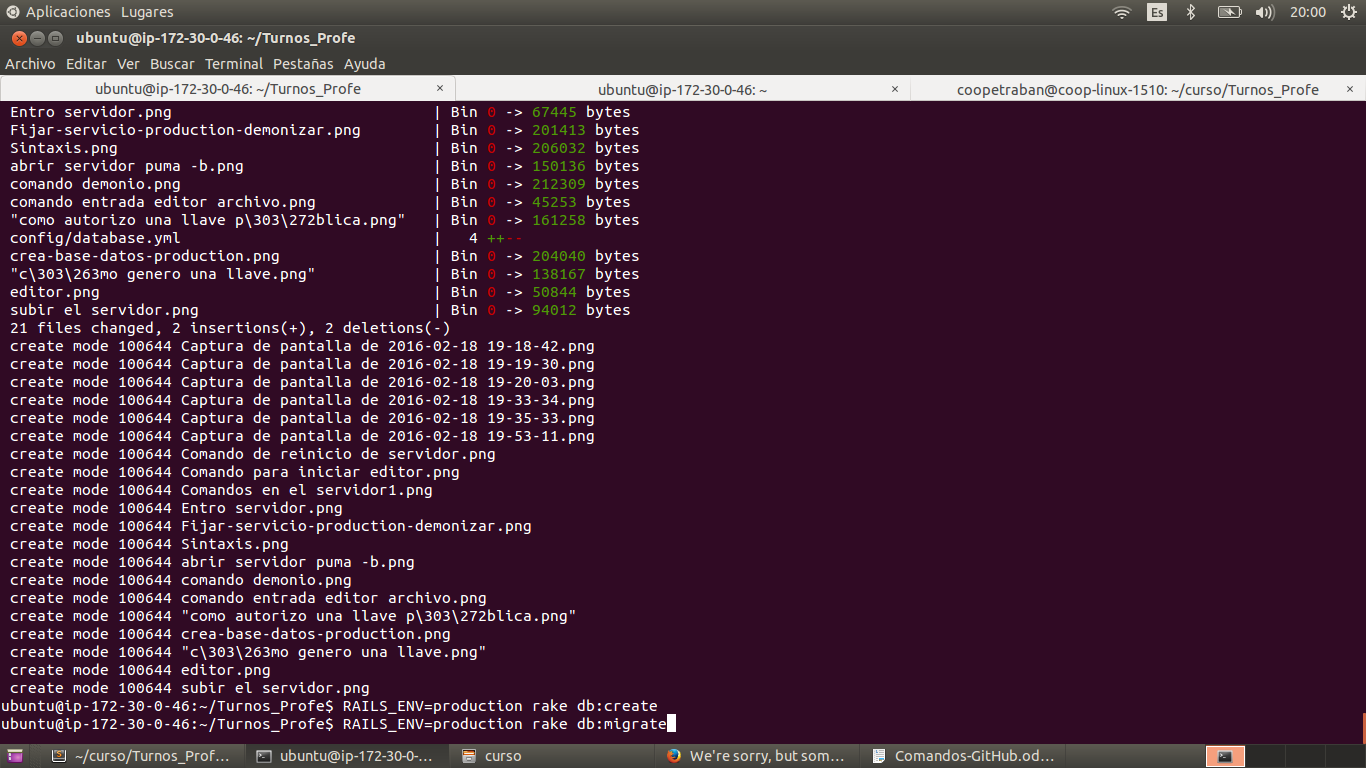 Aplicaciones Lugares
Es
20:00
ubuntu@ip-172-30-0-46: ~/Turnos_Profe
Archivo Editar Ver Buscar Terminal Pestañas Ayuda
ubuntu@ip-172-30-0-46: ~/Turnos_Profe ×
ubuntu@ip-172-30-0-46: ~ ×
coopetraban@coop-linux-1510: ~/curso/Turnos_Profe ×
Entro servidor.png | Bin 0 -> 67445 bytes
Fijar-servicio-production-demonizar.png | Bin 0 -> 201413 bytes
Sintaxis.png | Bin 0 -> 206032 bytes
abrir servidor puma -b.png | Bin 0 -> 150136 bytes
comando demonio.png | Bin 0 -> 212309 bytes
comando entrada editor archivo.png | Bin 0 -> 45253 bytes
"como autorizo una llave p\303\272blica.png" | Bin 0 -> 161258 bytes
config/database.yml | 4 ++--
crea-base-datos-production.png | Bin 0 -> 204040 bytes
"c\303\263mo genero una llave.png" | Bin 0 -> 138167 bytes
editor.png | Bin 0 -> 50844 bytes
subir el servidor.png | Bin 0 -> 94012 bytes
21 files changed, 2 insertions(+), 2 deletions(-)
create mode 100644 Captura de pantalla de 2016-02-18 19-18-42.png
create mode 100644 Captura de pantalla de 2016-02-18 19-19-30.png
create mode 100644 Captura de pantalla de 2016-02-18 19-20-03.png
create mode 100644 Captura de pantalla de 2016-02-18 19-33-34.png
create mode 100644 Captura de pantalla de 2016-02-18 19-35-33.png
create mode 100644 Captura de pantalla de 2016-02-18 19-53-11.png
create mode 100644 Comando de reinicio de servidor.png
create mode 100644 Comando para iniciar editor.png
create mode 100644 Comandos en el servidor1.png
create mode 100644 Entro servidor.png
create mode 100644 Fijar-servicio-production-demonizar.png
create mode 100644 Sintaxis.png
create mode 100644 abrir servidor puma -b.png
create mode 100644 comando demonio.png
create mode 100644 comando entrada editor archivo.png
create mode 100644 "como autorizo una llave p\303\272blica.png"
create mode 100644 crea-base-datos-production.png
create mode 100644 "c\303\263mo genero una llave.png"
create mode 100644 editor.png
create mode 100644 subir el servidor.png
ubuntu@ip-172-30-0-46:~/Turnos_Profe$ RAILS_ENV=production rake db:create
ubuntu@ip-172-30-0-46:~/Turnos_Profe$ RAILS_ENV=production rake db:migrate
~/curso/Turnos_Prof...
ubuntu@ip-172-30-0-...
curso
We're sorry, but som...
Comandos-GitHub.od...